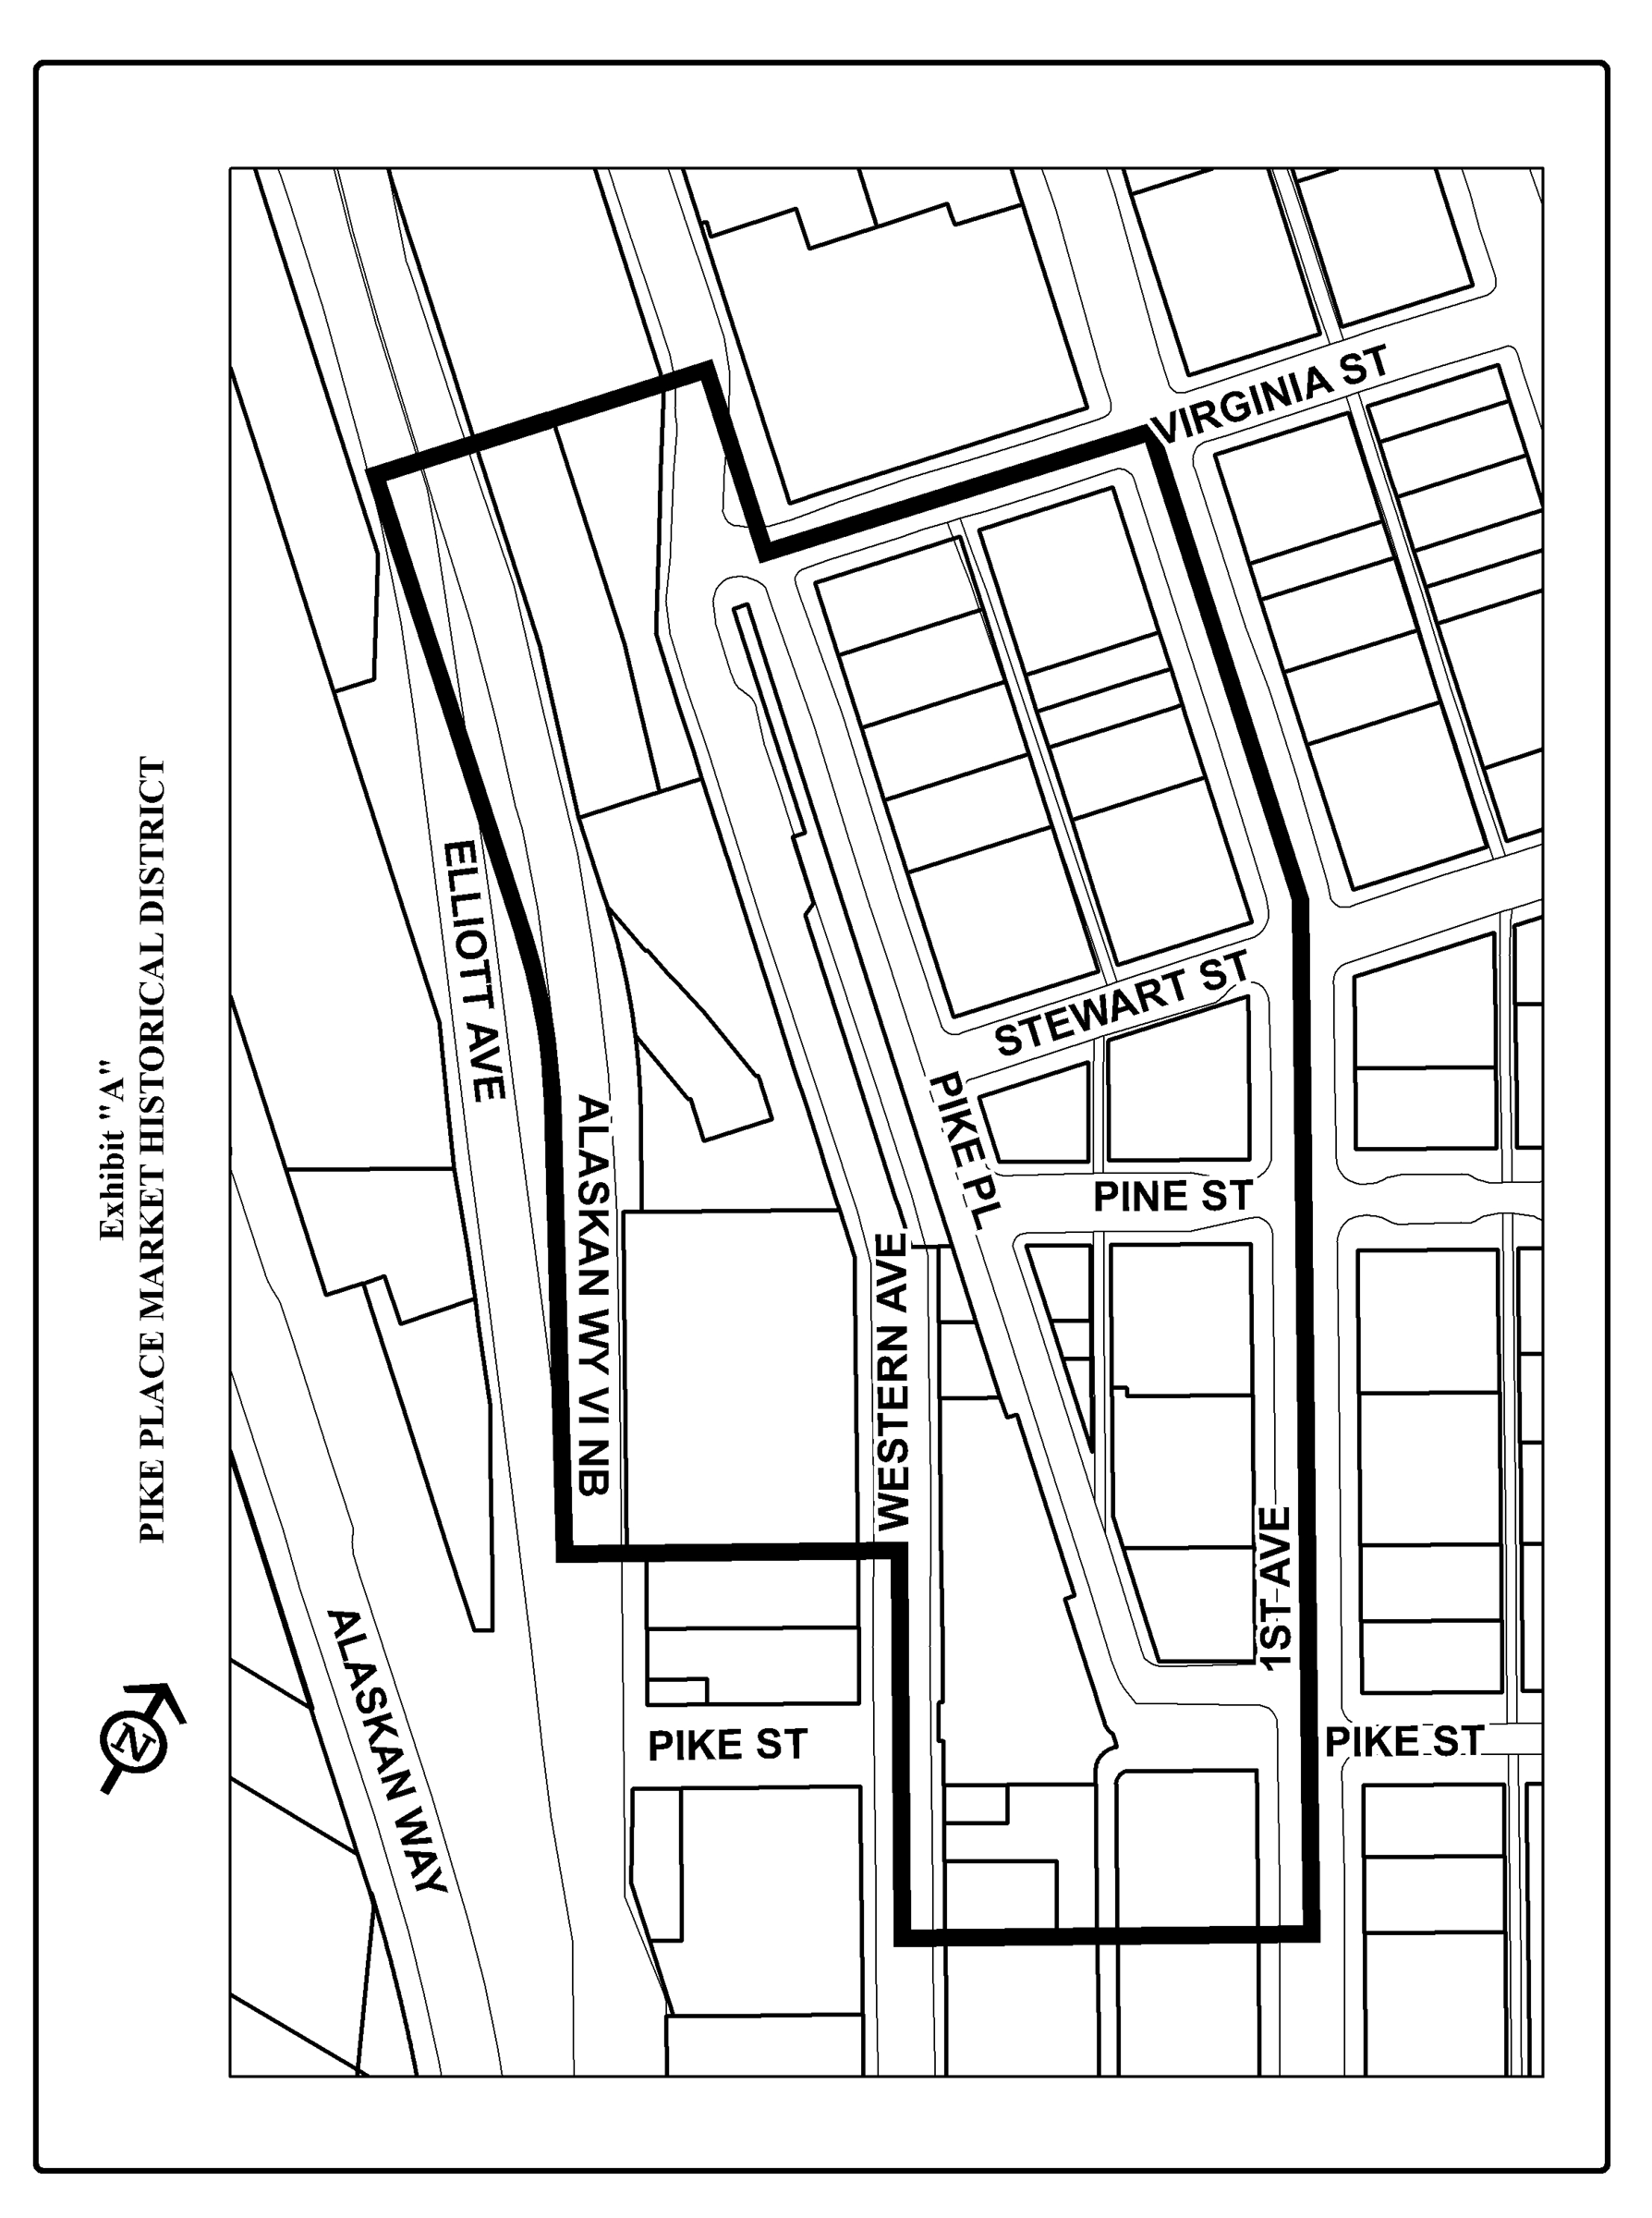 Exhibit "A"
PIKE PLACE MARKET HISTORICAL DISTRICT
VIRGINIA ST
ELLIOTT AVE
STEWART ST
PIKE PL
ALASKAN WY VI NB
PINE ST
WESTERN AVE
1ST AVE
ALASKAN WAY
PIKE ST
PIKE ST
N